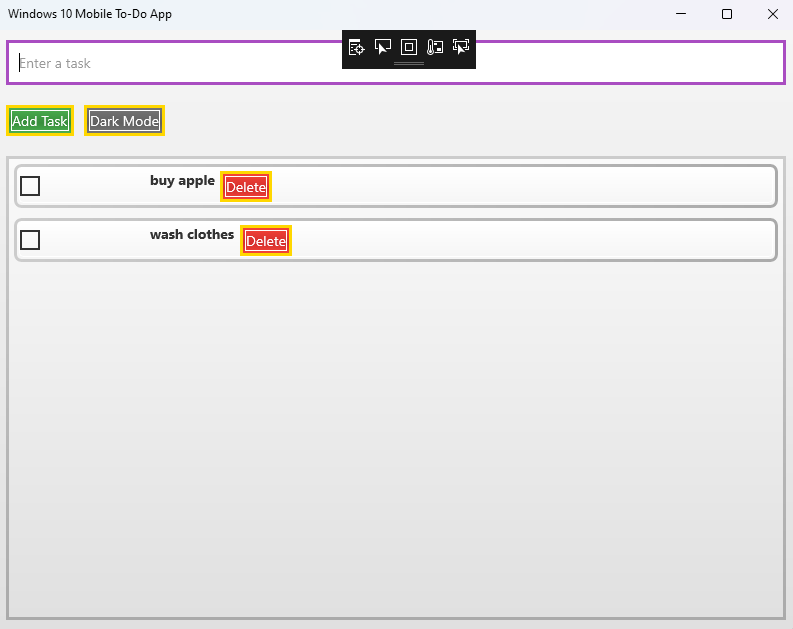 Windows 10 Mobile To-Do App
Enter a task
Add Task Dark Mode
buy apple Delete
wash clothes Delete